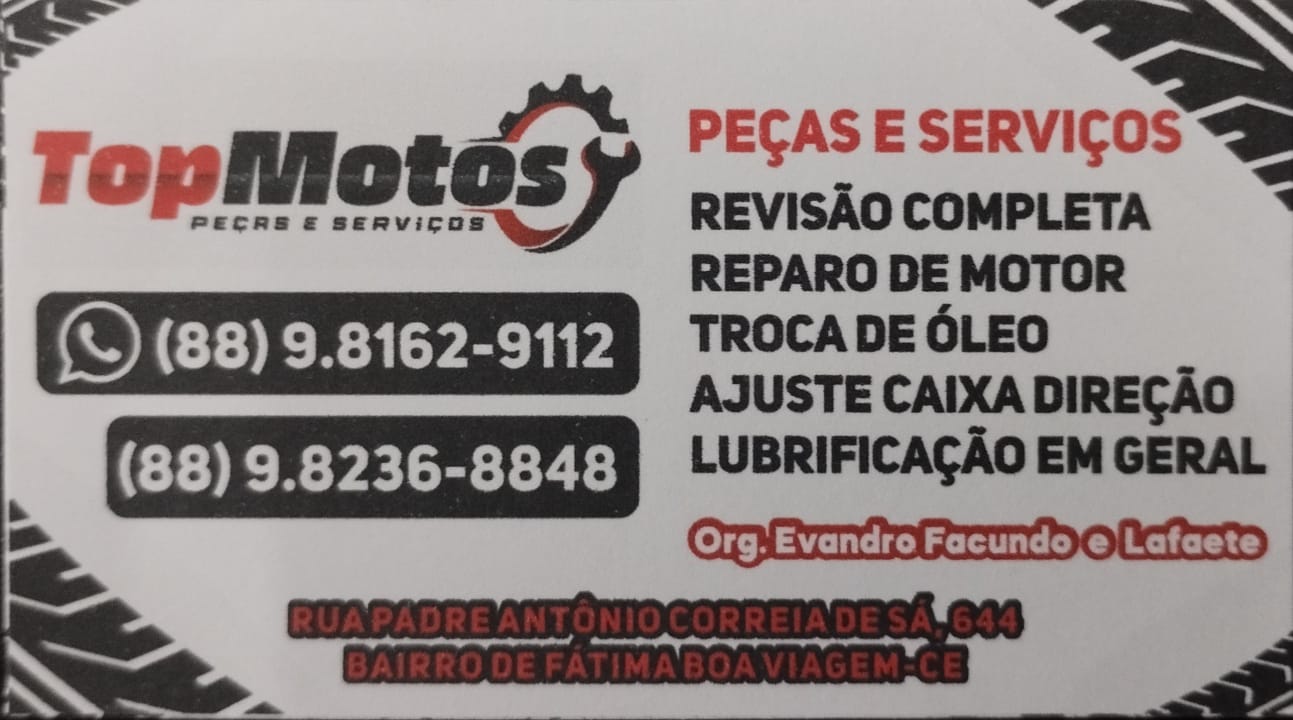 TopMotos
PEÇAS E SERVIÇOS
(88) 9.8162-9112
(88) 9.8236-8848
PEÇAS E SERVIÇOS
REVISÃO COMPLETA
REPARO DE MOTOR
TROCA DE ÓLEO
AJUSTE CAIXA DIREÇÃO
LUBRIFICAÇÃO EM GERAL
Org. Evandro Facundo e Lafaete
RUA PADRE ANTÔNIO CORREIA DE SÁ, 644
BAIRRO DE FÁTIMA BOA VIAGEM-CE